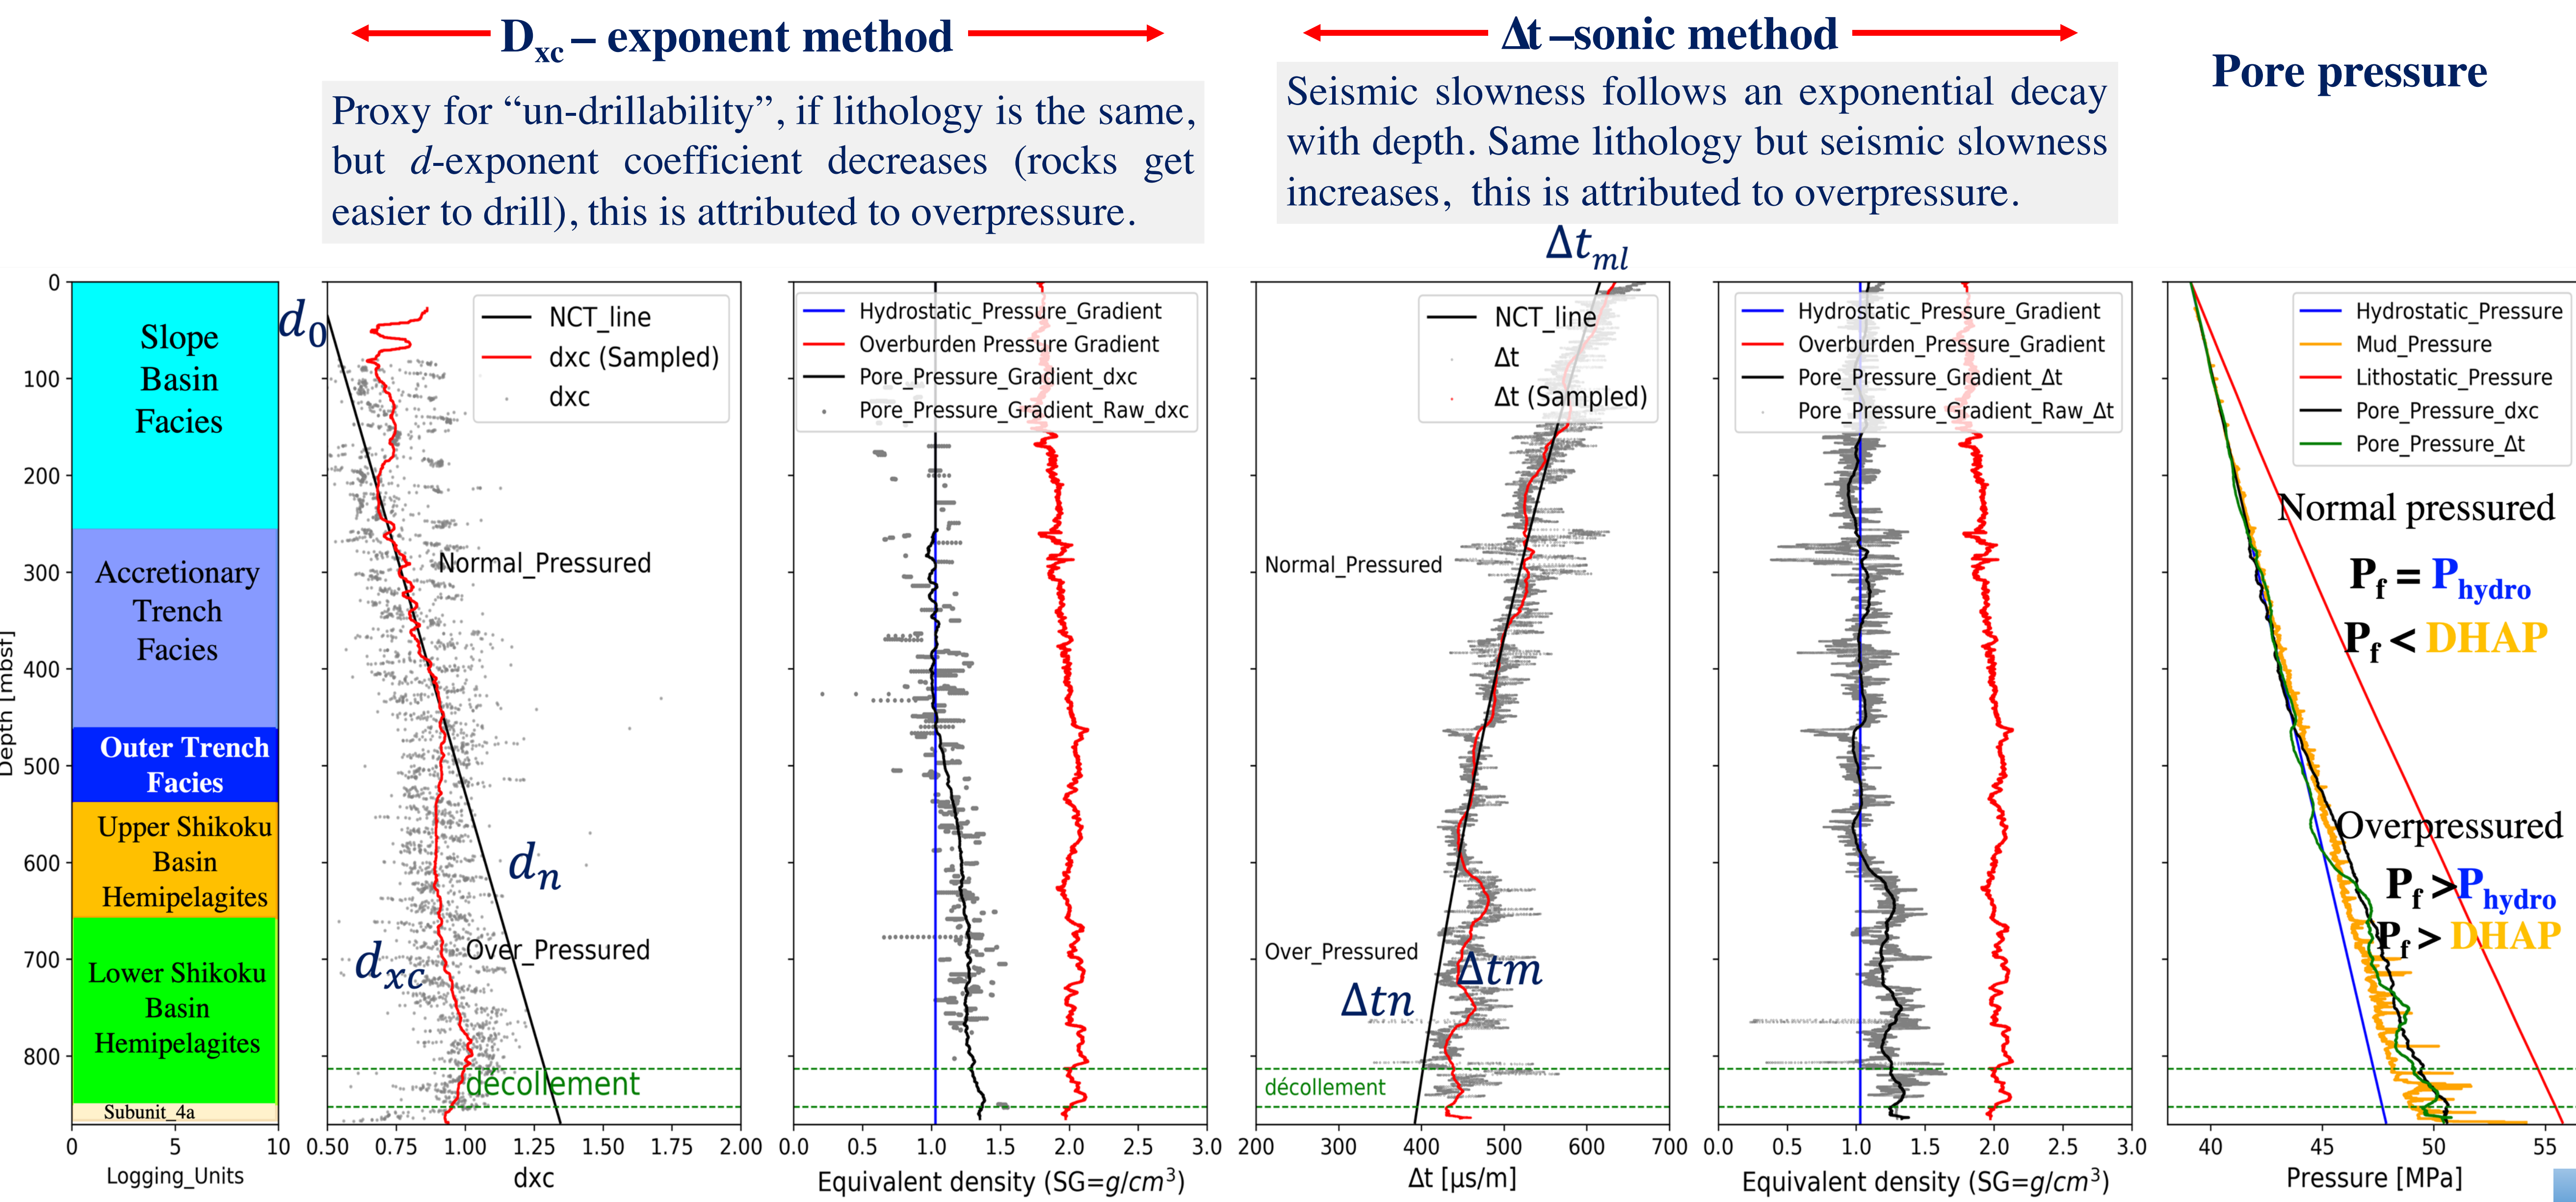 Dxc – exponent method
Proxy for “un-drillability”, if lithology is the same,
but d-exponent coefficient decreases (rocks get
easier to drill), this is attributed to overpressure.
Δt –sonic method
Seismic slowness follows an exponential decay
with depth. Same lithology but seismic slowness
increases, this is attributed to overpressure.
Pore pressure
Δtml
Depth [mbsf]
0
100
200
300
400
500
600
700
800
Slope
Basin
Facies
Accretionary
Trench
Facies
Outer Trench
Facies
Upper Shikoku
Basin
Hemipelagites
Lower Shikoku
Basin
Hemipelagites
Subunit_4a
0 5 10
Logging_Units
d0
NCT_line
dxc (Sampled)
dxc
Normal_Pressured
dn
Over_Pressured
dxc
décollement
0.50 0.75 1.00 1.25 1.50 1.75 2.00
dxc
Hydrostatic_Pressure_Gradient
Overburden Pressure Gradient
Pore_Pressure_Gradient_dxc
Pore_Pressure_Gradient_Raw_dxc
0.0 0.5 1.0 1.5 2.0 2.5 3.0
Equivalent density (SG=g/cm³)
NCT_line
Δt
Δt (Sampled)
Normal_Pressured
Over_Pressured
Δtm
Δtn
décollement
200 300 400 500 600 700
Δt [μs/m]
Hydrostatic_Pressure_Gradient
Overburden_Pressure_Gradient
Pore_Pressure_Gradient_Δt
Pore_Pressure_Gradient_Raw_Δt
0.0 0.5 1.0 1.5 2.0 2.5 3.0
Equivalent density (SG=g/cm³)
Hydrostatic_Pressure
Mud_Pressure
Lithostatic_Pressure
Pore_Pressure_dxc
Pore_Pressure_Δt
Normal pressured
Pf = Phydro
Pf < DHAP
Overpressured
Pf >Phydro
Pf > DHAP
40 45 50 55
Pressure [MPa]